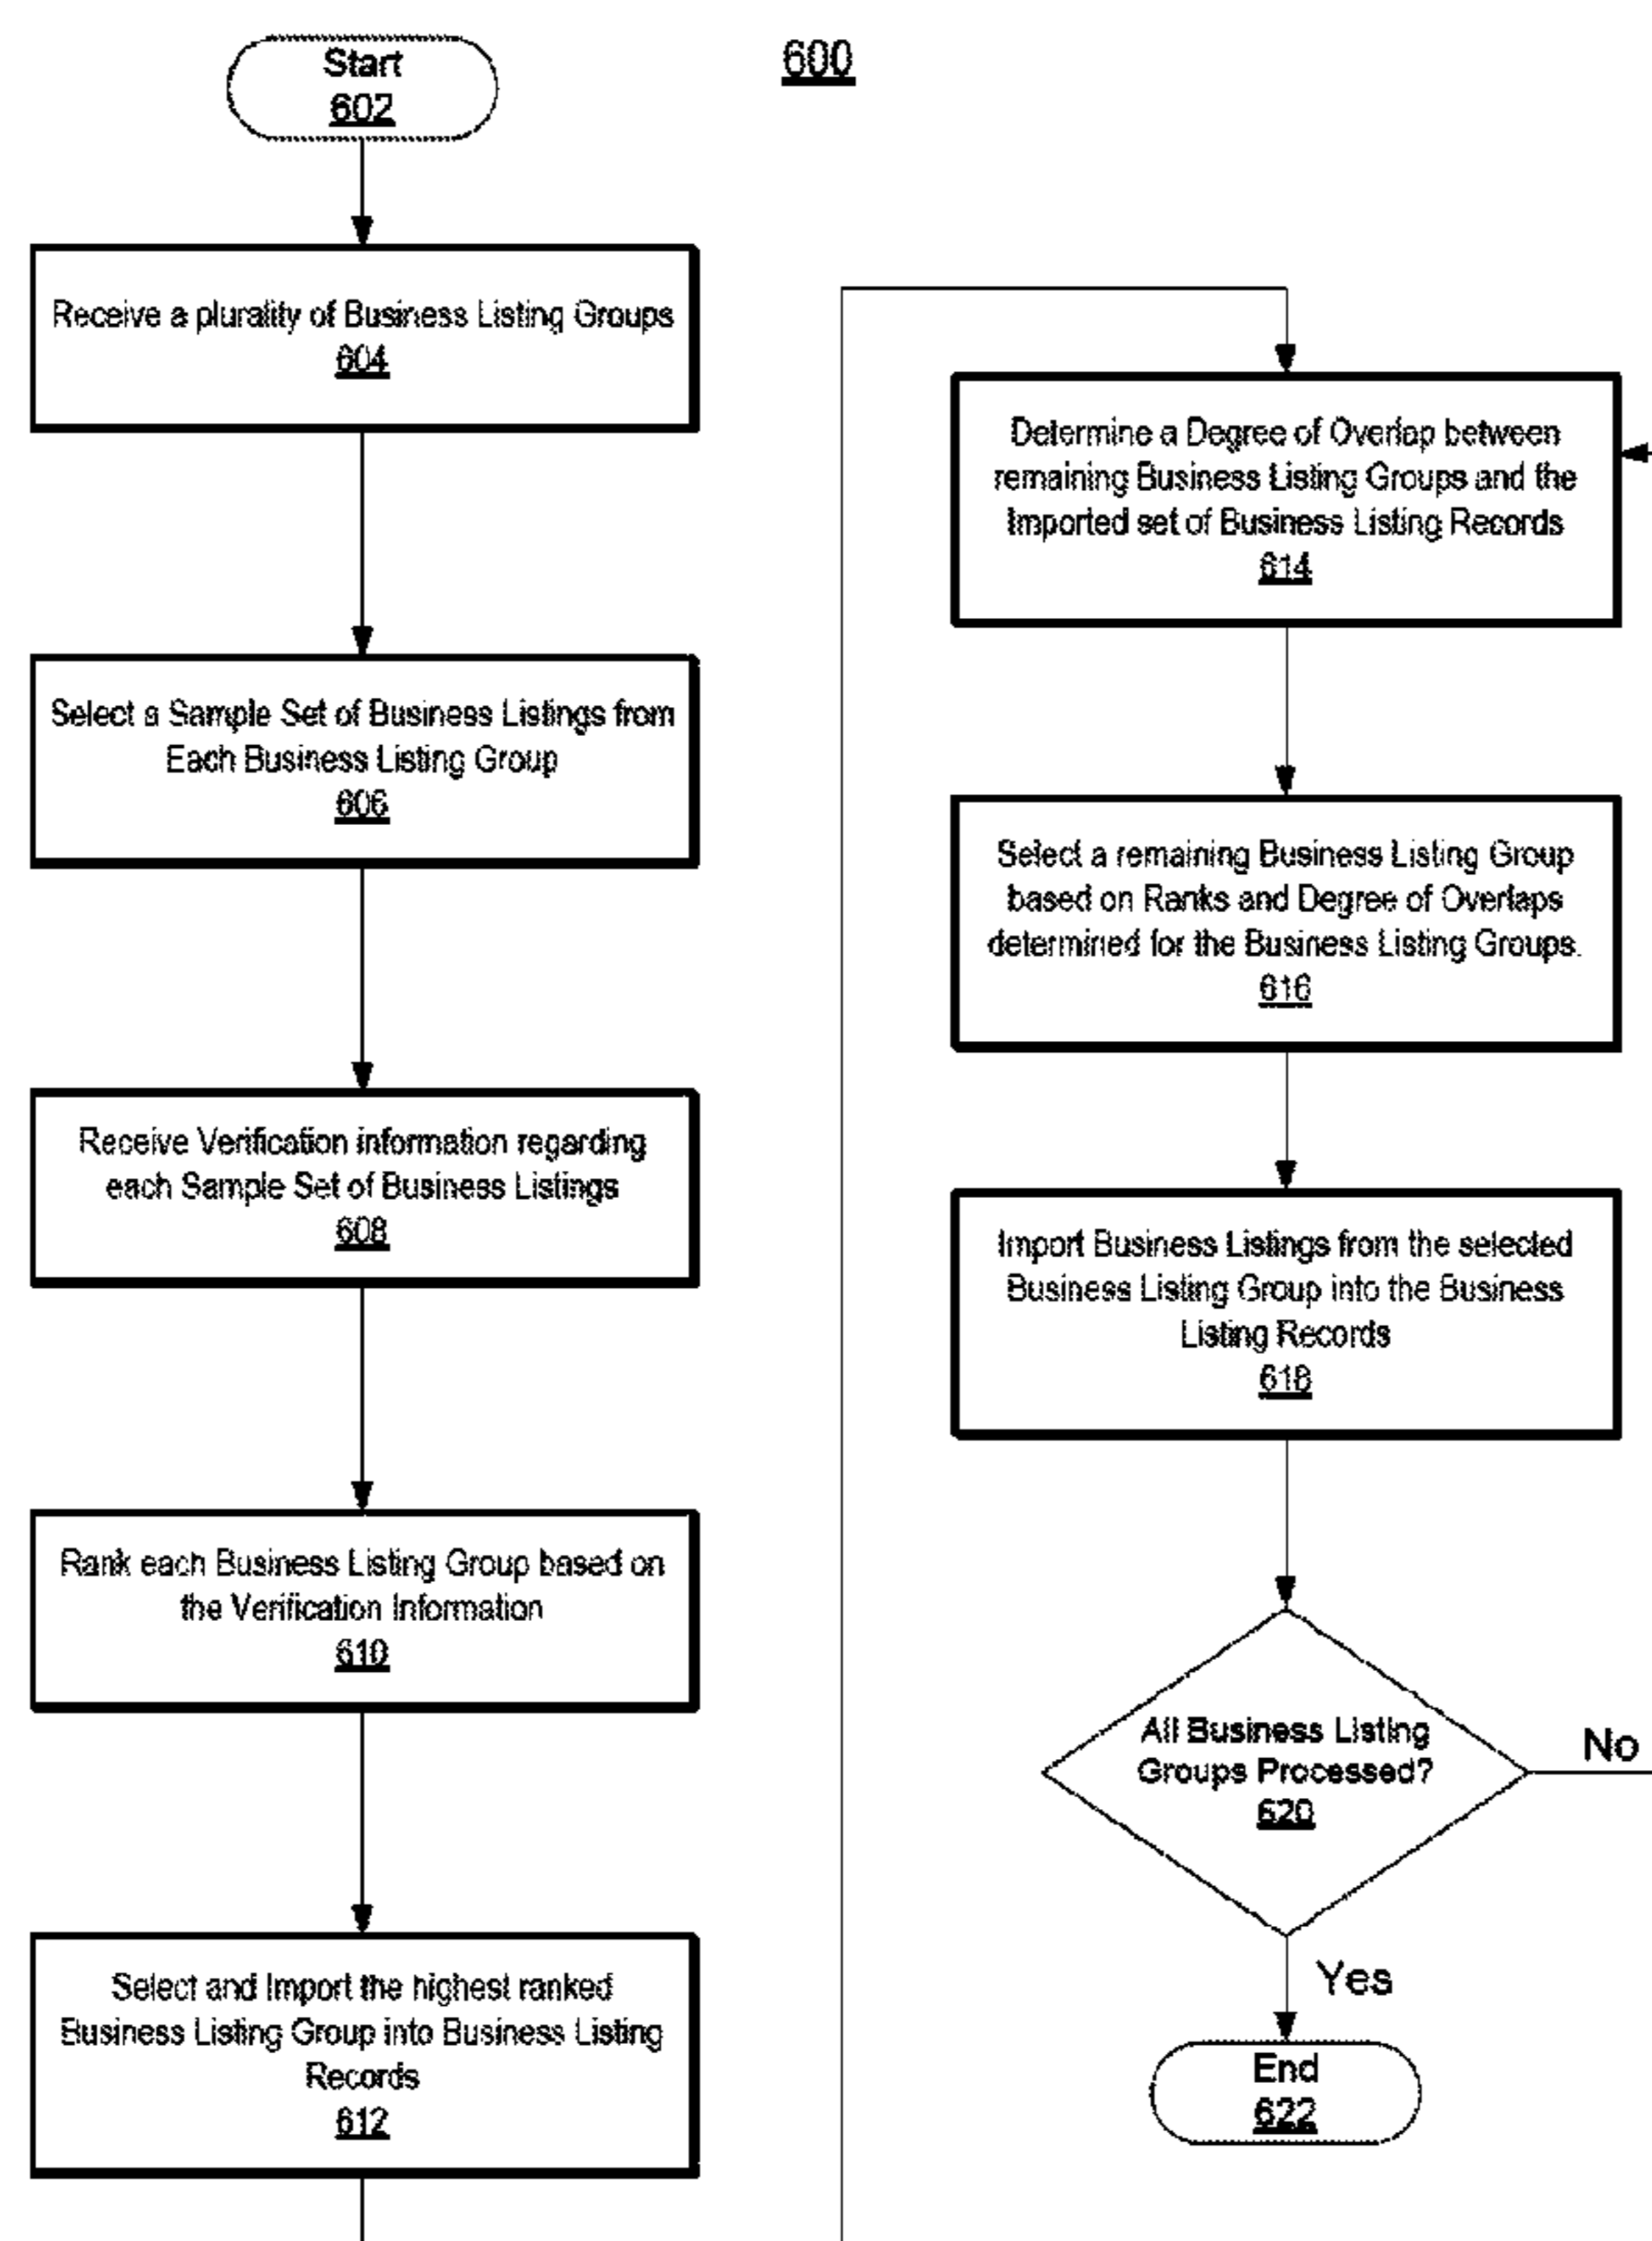 600
Start
602
Receive a plurality of Business Listing Groups
604
Select a Sample Set of Business Listings from
Each Business Listing Group
606
Receive Verification information regarding
each Sample Set of Business Listings
608
Rank each Business Listing Group based on
the Verification Information
610
Select and Import the highest ranked
Business Listing Group into Business Listing
Records
612
Determine a Degree of Overlap between
remaining Business Listing Groups and the
Imported set of Business Listing Records
614
Select a remaining Business Listing Group
based on Ranks and Degree of Overlaps
determined for the Business Listing Groups.
616
Import Business Listings from the selected
Business Listing Group into the Business
Listing Records
618
All Business Listing
Groups Processed?
620
No
Yes
End
622